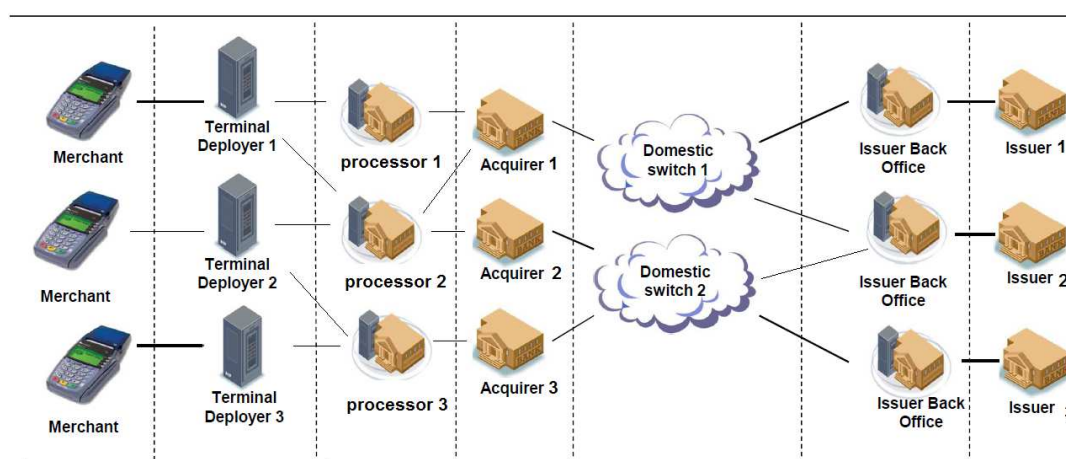 Merchant
Terminal
Deployer 1
processor 1
Acquirer 1
Domestic
switch 1
Issuer Back
Office
Issuer 1
Merchant
Terminal
Deployer 2
processor 2
Acquirer 2
Domestic
switch 2
Issuer Back
Office
Issuer 2
Merchant
Terminal
Deployer 3
processor 3
Acquirer 3
Issuer Back
Office
Issuer